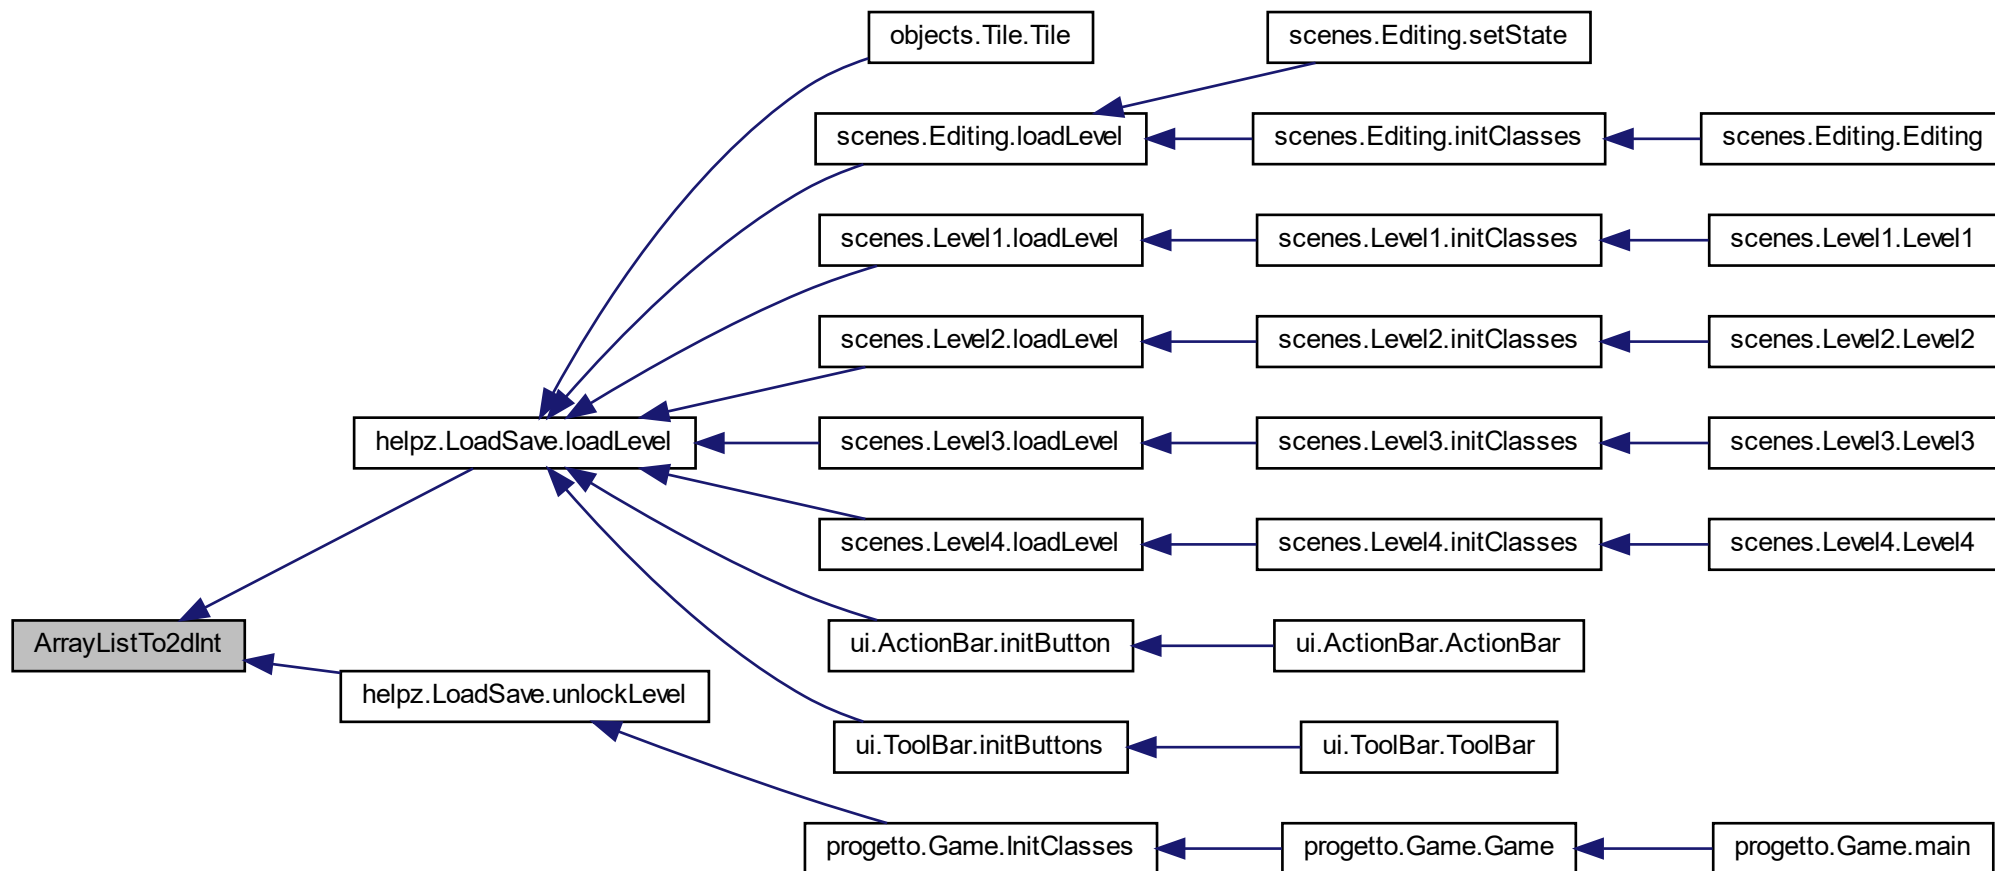 objects.Tile.Tile
scenes.Editing.setState
scenes.Editing.loadLevel
scenes.Editing.initClasses
scenes.Editing.Editing
scenes.Level1.loadLevel
scenes.Level1.initClasses
scenes.Level1.Level1
scenes.Level2.loadLevel
scenes.Level2.initClasses
scenes.Level2.Level2
helpz.LoadSave.loadLevel
scenes.Level3.loadLevel
scenes.Level3.initClasses
scenes.Level3.Level3
scenes.Level4.loadLevel
scenes.Level4.initClasses
scenes.Level4.Level4
ArrayListTo2dInt
ui.ActionBar.initButton
ui.ActionBar.ActionBar
helpz.LoadSave.unlockLevel
ui.ToolBar.initButtons
ui.ToolBar.ToolBar
progetto.Game.InitClasses
progetto.Game.Game
progetto.Game.main